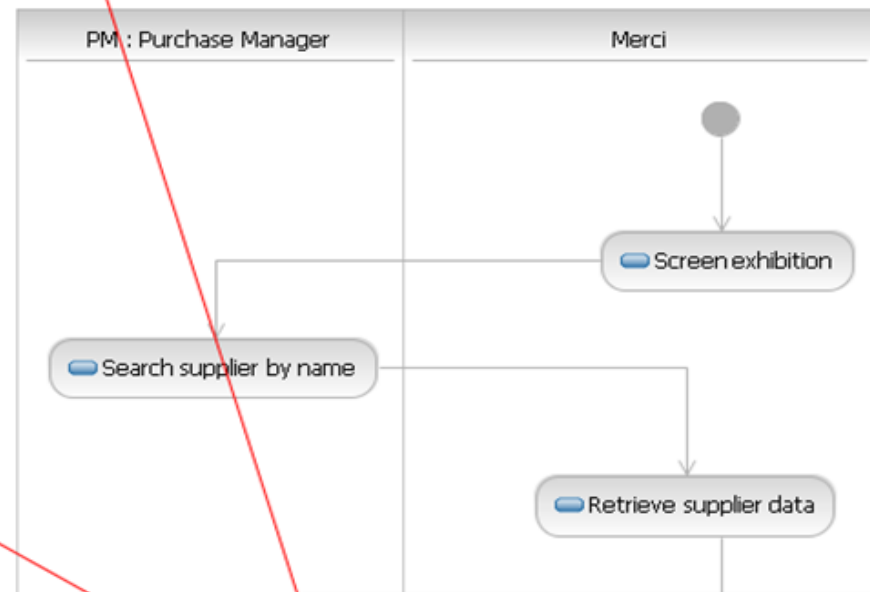 PM : Purchase Manager
Merci
Screen exhibition
Search supplier by name
Retrieve supplier data